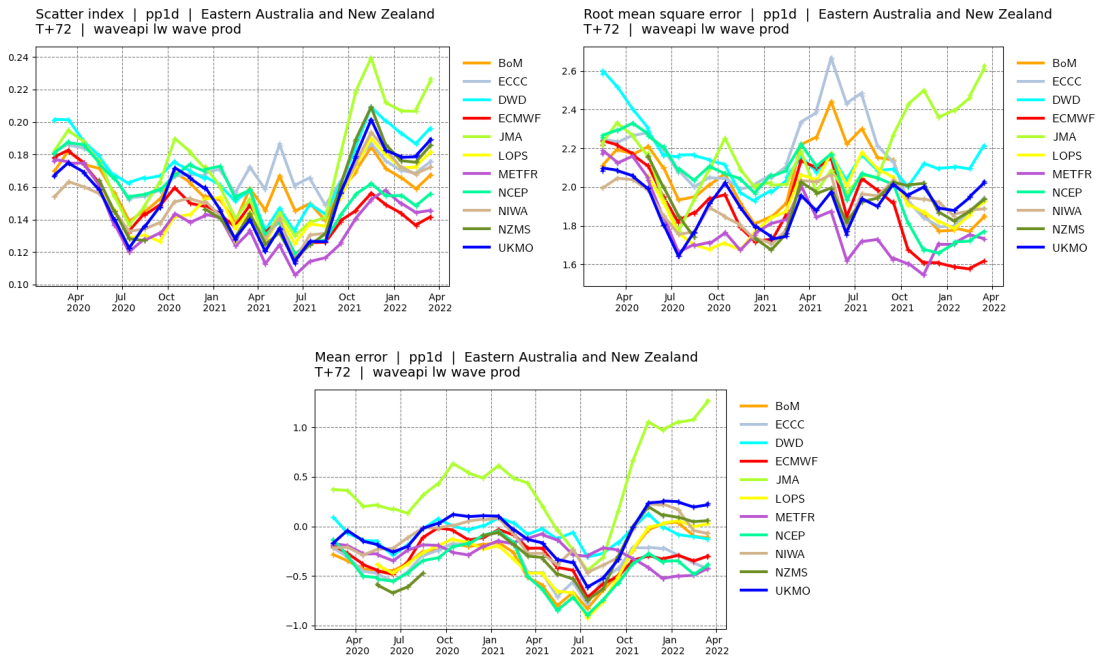 Scatter index | pp1d | Eastern Australia and New Zealand
T+72 | waveapi lw wave prod
0.24
0.22
0.20
0.18
0.16
0.14
0.12
0.10
Apr 2020
Jul 2020
Oct 2020
Jan 2021
Apr 2021
Jul 2021
Oct 2021
Jan 2022
Apr 2022
BoM
ECCC
DWD
ECMWF
JMA
LOPS
METFR
NCEP
NIWA
NZMS
UKMO
Root mean square error | pp1d | Eastern Australia and New Zealand
T+72 | waveapi lw wave prod
2.6
2.4
2.2
2.0
1.8
1.6
Apr 2020
Jul 2020
Oct 2020
Jan 2021
Apr 2021
Jul 2021
Oct 2021
Jan 2022
Apr 2022
BoM
ECCC
DWD
ECMWF
JMA
LOPS
METFR
NCEP
NIWA
NZMS
UKMO
Mean error | pp1d | Eastern Australia and New Zealand
T+72 | waveapi lw wave prod
1.0
0.5
0.0
−0.5
−1.0
Apr 2020
Jul 2020
Oct 2020
Jan 2021
Apr 2021
Jul 2021
Oct 2021
Jan 2022
Apr 2022
BoM
ECCC
DWD
ECMWF
JMA
LOPS
METFR
NCEP
NIWA
NZMS
UKMO